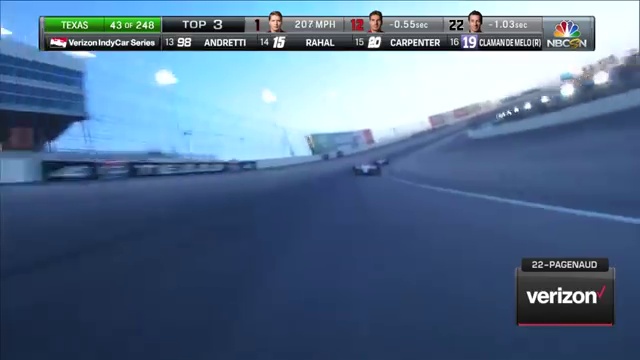 TEXAS 43 OF 248 TOP 3 1 207 MPH 12 -0.55sec 22 -1.03sec
Verizon IndyCar Series 13 98 ANDRETTI 14 15 RAHAL 15 20 CARPENTER 16 19 CLAMAN DE MELO (R) NBCSN
22-PAGENAUD
verizon